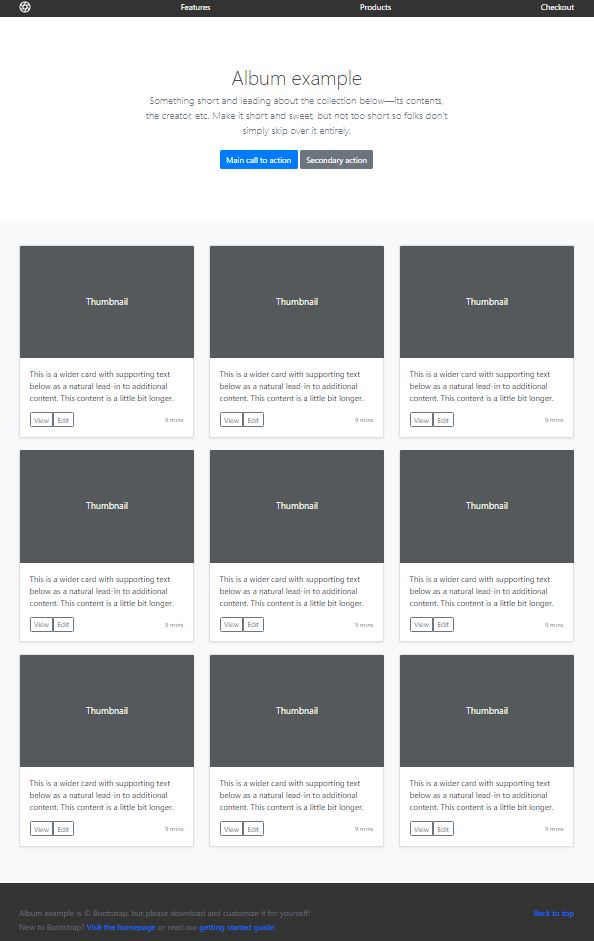 Features Products Checkout
Album example
Something short and leading about the collection below—its contents,
the creator, etc. Make it short and sweet, but not too short so folks don't
simply skip over it entirely.
Main call to action Secondary action
Thumbnail Thumbnail Thumbnail
This is a wider card with supporting text
below as a natural lead-in to additional
content. This content is a little bit longer.
View Edit 9 mins
This is a wider card with supporting text
below as a natural lead-in to additional
content. This content is a little bit longer.
View Edit 9 mins
This is a wider card with supporting text
below as a natural lead-in to additional
content. This content is a little bit longer.
View Edit 9 mins
Thumbnail Thumbnail Thumbnail
This is a wider card with supporting text
below as a natural lead-in to additional
content. This content is a little bit longer.
View Edit 9 mins
This is a wider card with supporting text
below as a natural lead-in to additional
content. This content is a little bit longer.
View Edit 9 mins
This is a wider card with supporting text
below as a natural lead-in to additional
content. This content is a little bit longer.
View Edit 9 mins
Thumbnail Thumbnail Thumbnail
This is a wider card with supporting text
below as a natural lead-in to additional
content. This content is a little bit longer.
View Edit 9 mins
This is a wider card with supporting text
below as a natural lead-in to additional
content. This content is a little bit longer.
View Edit 9 mins
This is a wider card with supporting text
below as a natural lead-in to additional
content. This content is a little bit longer.
View Edit 9 mins
Album example is © Bootstrap, but please download and customize it for yourself! Back to top
New to Bootstrap? Visit the homepage or read our getting started guide.